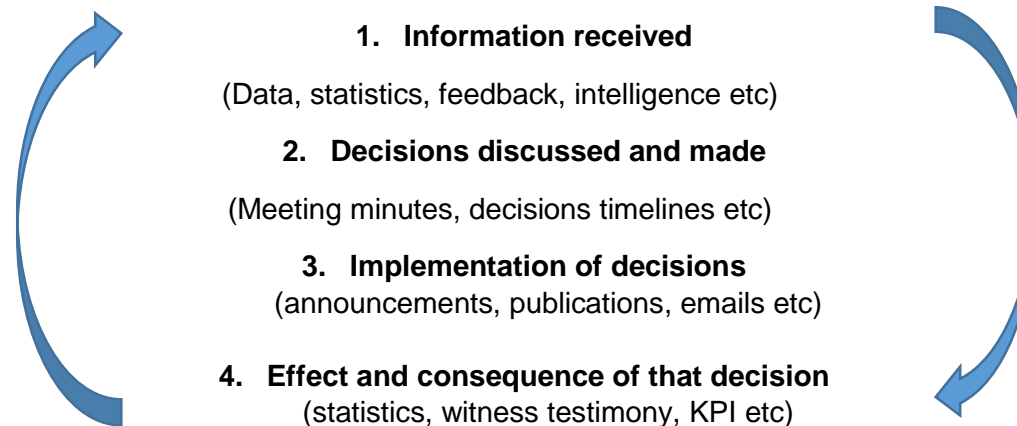 1. Information received
(Data, statistics, feedback, intelligence etc)
2. Decisions discussed and made
(Meeting minutes, decisions timelines etc)
3. Implementation of decisions
(announcements, publications, emails etc)
4. Effect and consequence of that decision
(statistics, witness testimony, KPI etc)